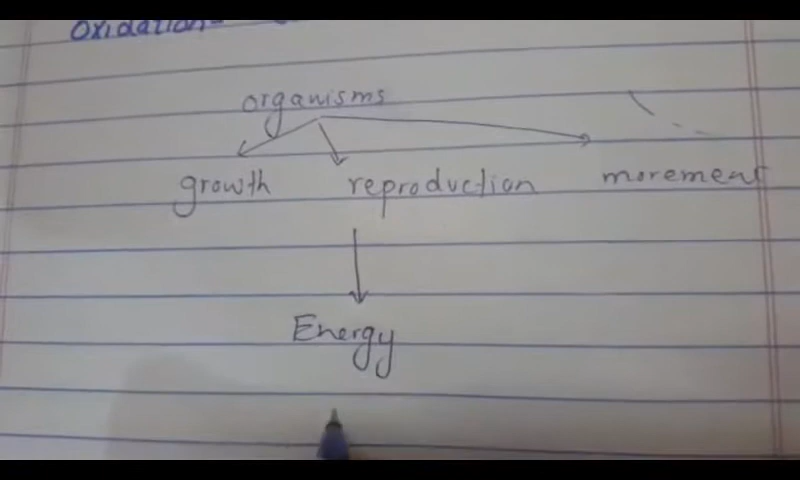 Oxidation-
organisms
growth reproduction movement
Energy